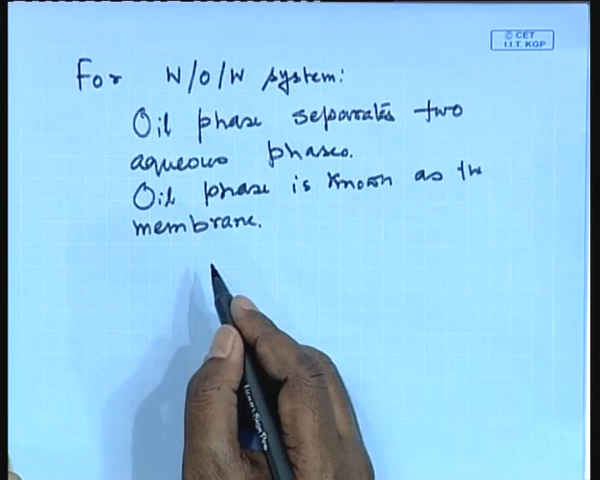 © CET
I.I.T. KGP
For W/O/W system:
Oil phase separates two
aqueous phases.
Oil phase is known as the
membrane.